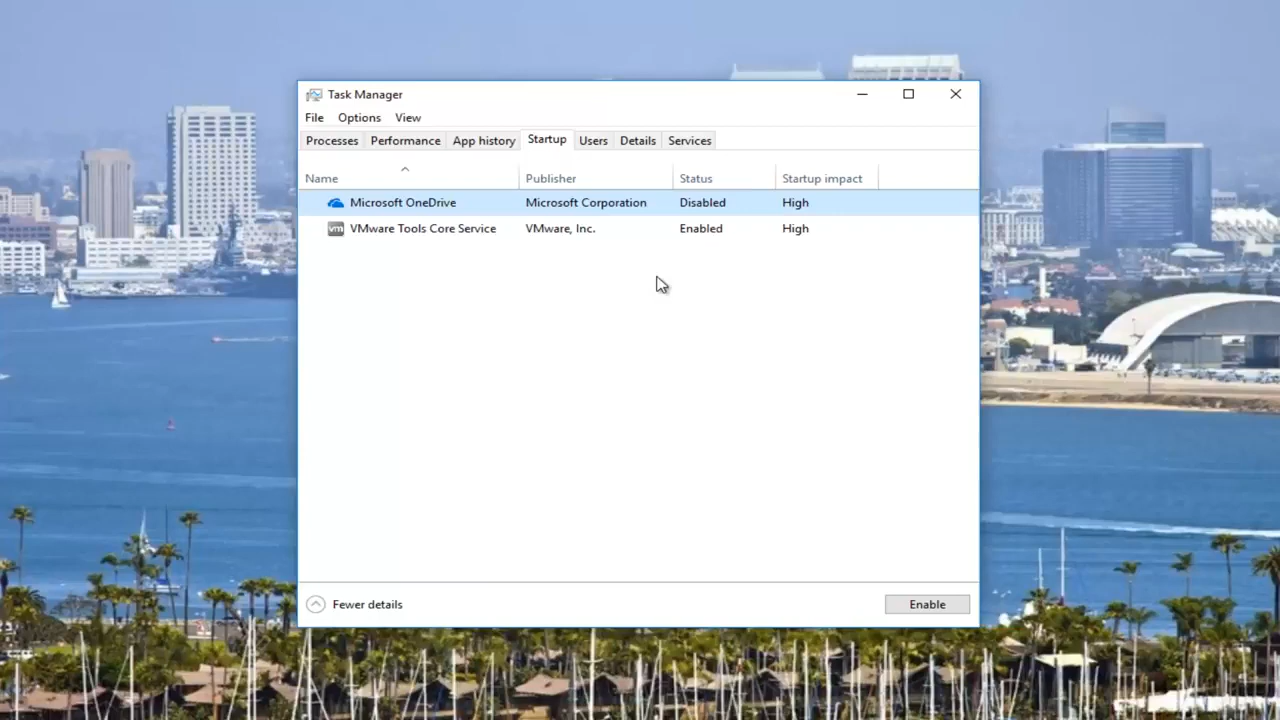 Task Manager
File Options View
Processes Performance App history Startup Users Details Services
Name Publisher Status Startup impact
Microsoft OneDrive Microsoft Corporation Disabled High
vm VMware Tools Core Service VMware, Inc. Enabled High
Fewer details Enable